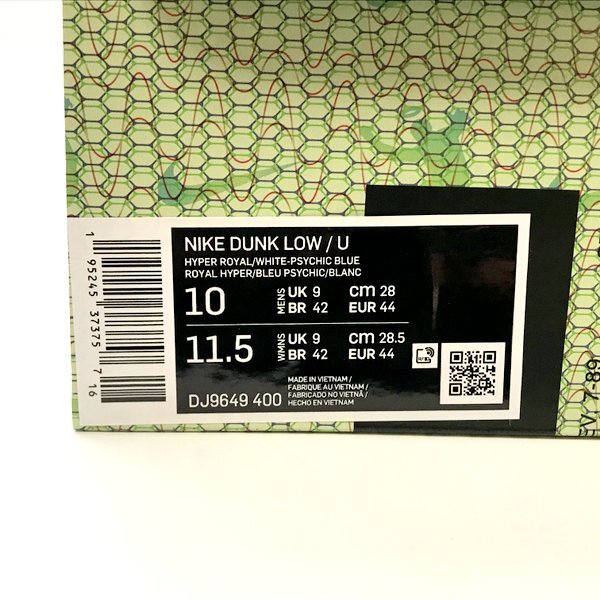 NIKE DUNK LOW / U
HYPER ROYAL/WHITE-PSYCHIC BLUE
ROYAL HYPER/BLEU PSYCHIC/BLANC
10 MENS UK 9 cm 28
BR 42 EUR 44
11.5 WMNS UK 9 cm 28.5
BR 42 EUR 44
DJ9649 400
MADE IN VIETNAM /
FABRIQUE AU VIETNAM /
FABRICADO NO VIETNÃ /
HECHO EN VIETNAM
1 95245 37375 7 16